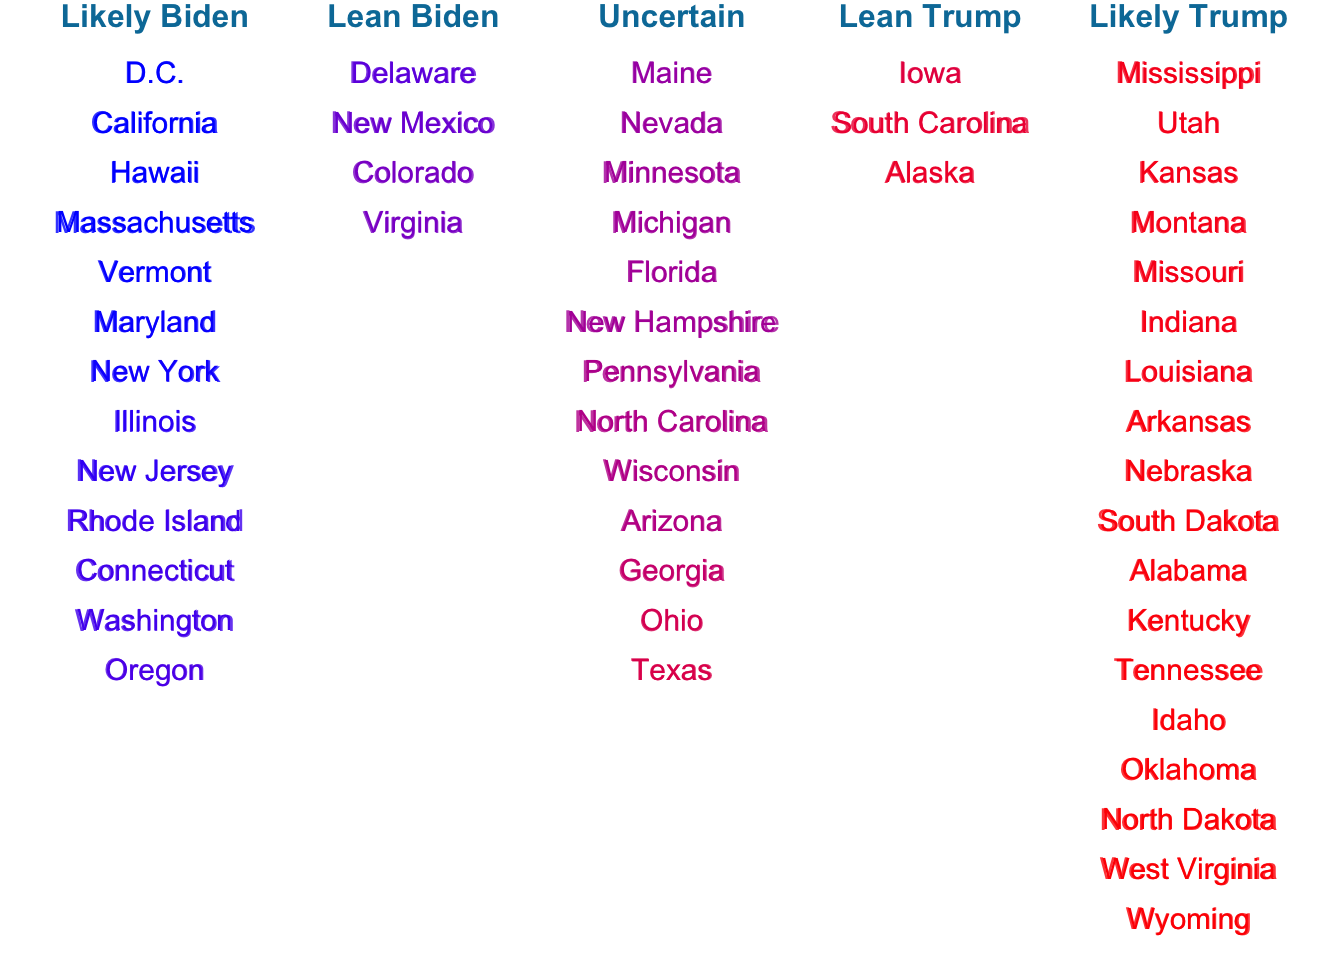 Likely Biden Lean Biden Uncertain Lean Trump Likely Trump
D.C. Delaware Maine Iowa Mississippi
California New Mexico Nevada South Carolina Utah
Hawaii Colorado Minnesota Alaska Kansas
Massachusetts Virginia Michigan Montana
Vermont Florida Missouri
Maryland New Hampshire Indiana
New York Pennsylvania Louisiana
Illinois North Carolina Arkansas
New Jersey Wisconsin Nebraska
Rhode Island Arizona South Dakota
Connecticut Georgia Alabama
Washington Ohio Kentucky
Oregon Texas Tennessee
Idaho
Oklahoma
North Dakota
West Virginia
Wyoming